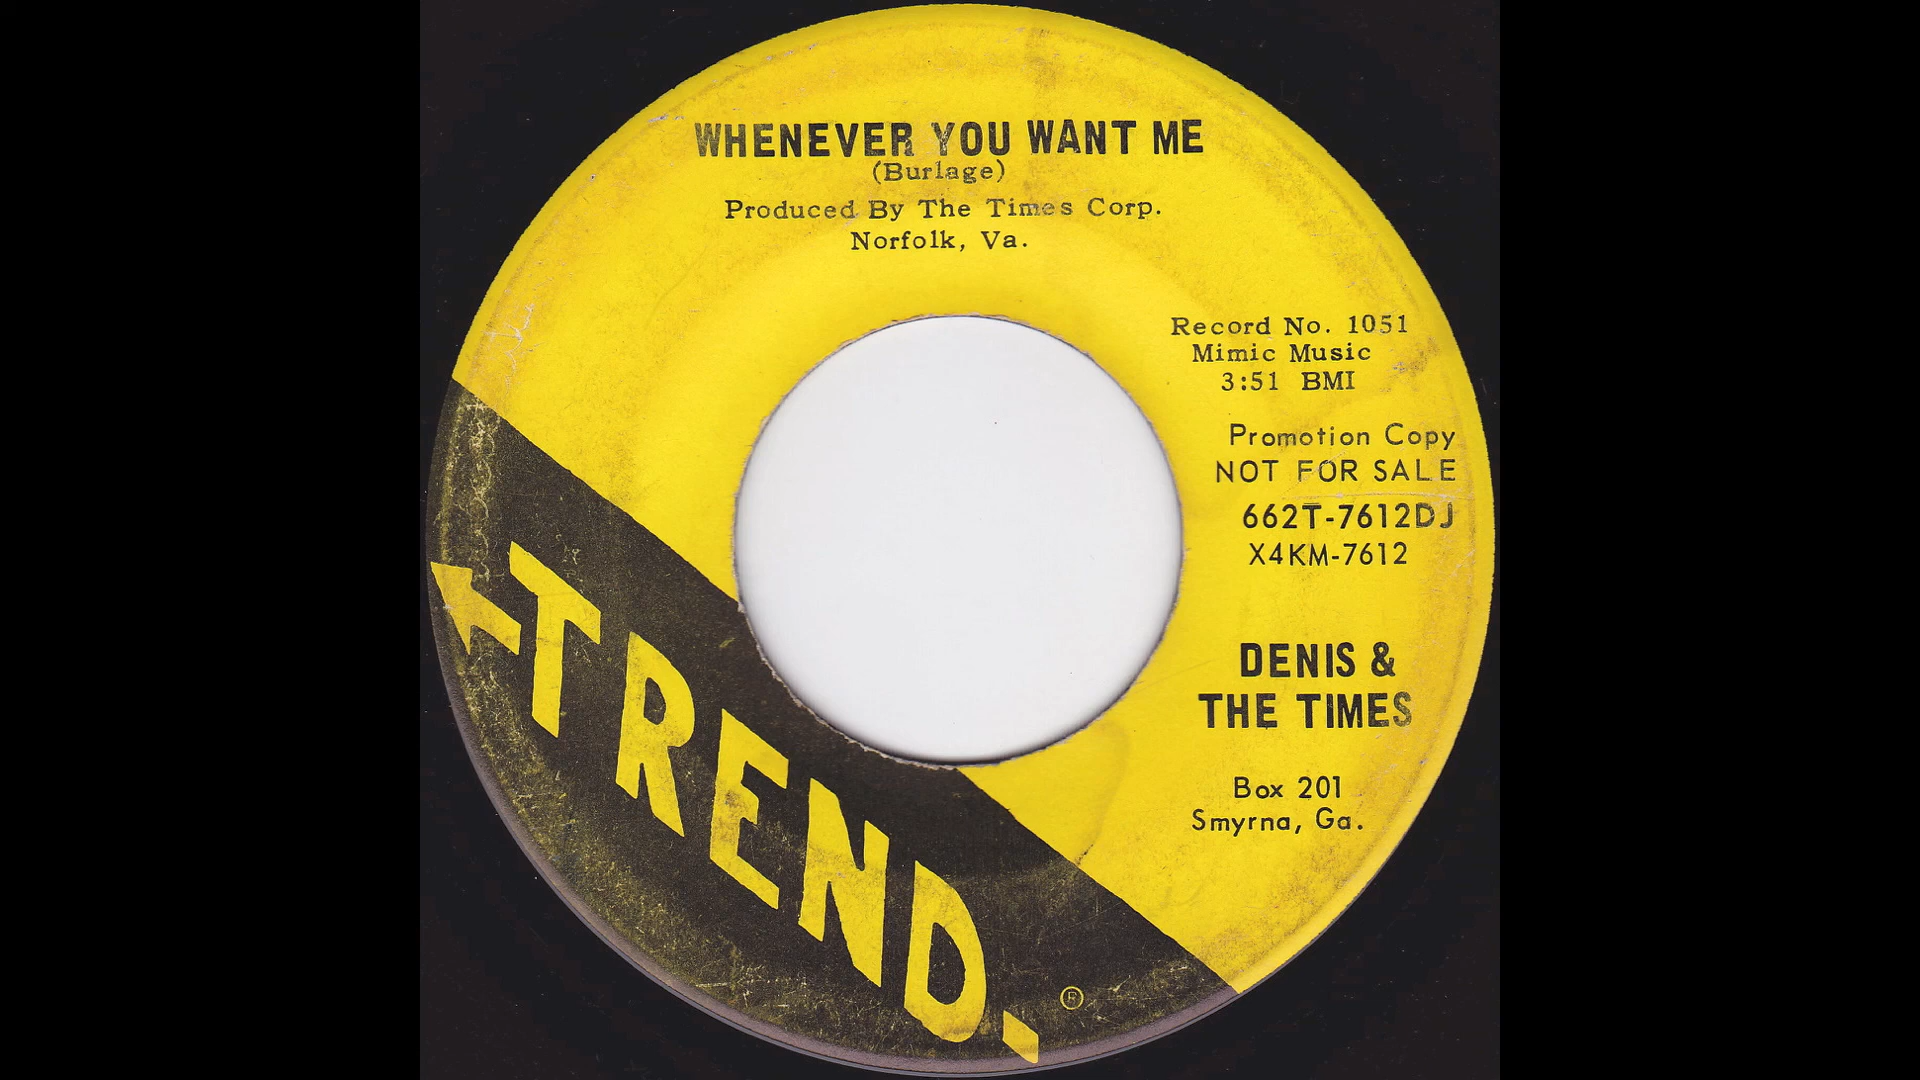 WHENEVER YOU WANT ME
(Burlage)
Produced By The Times Corp.
Norfolk, Va.
Record No. 1051
Mimic Music
3:51 BMI
Promotion Copy
NOT FOR SALE
662T-7612DJ
X4KM-7612
DENIS &
THE TIMES
Box 201
Smyrna, Ga.
TREND
®